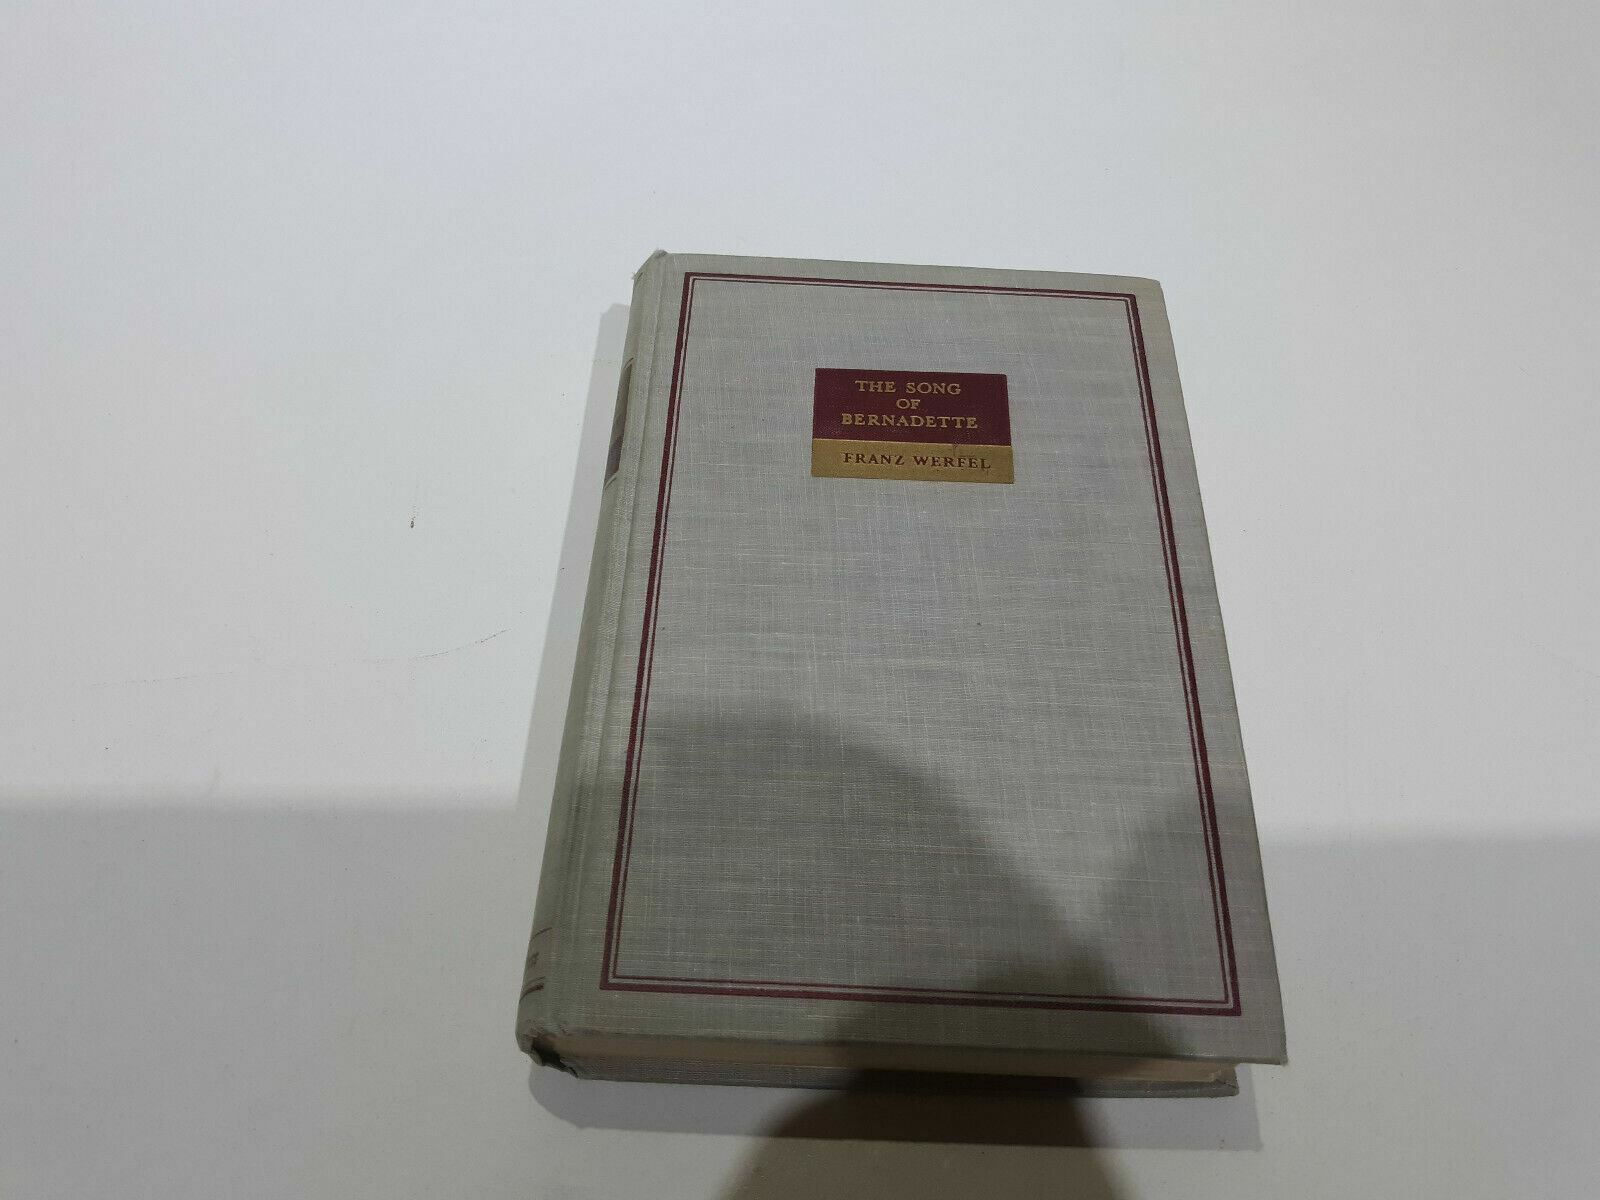 THE SONG
OF
BERNADETTE
FRANZ WERFEL